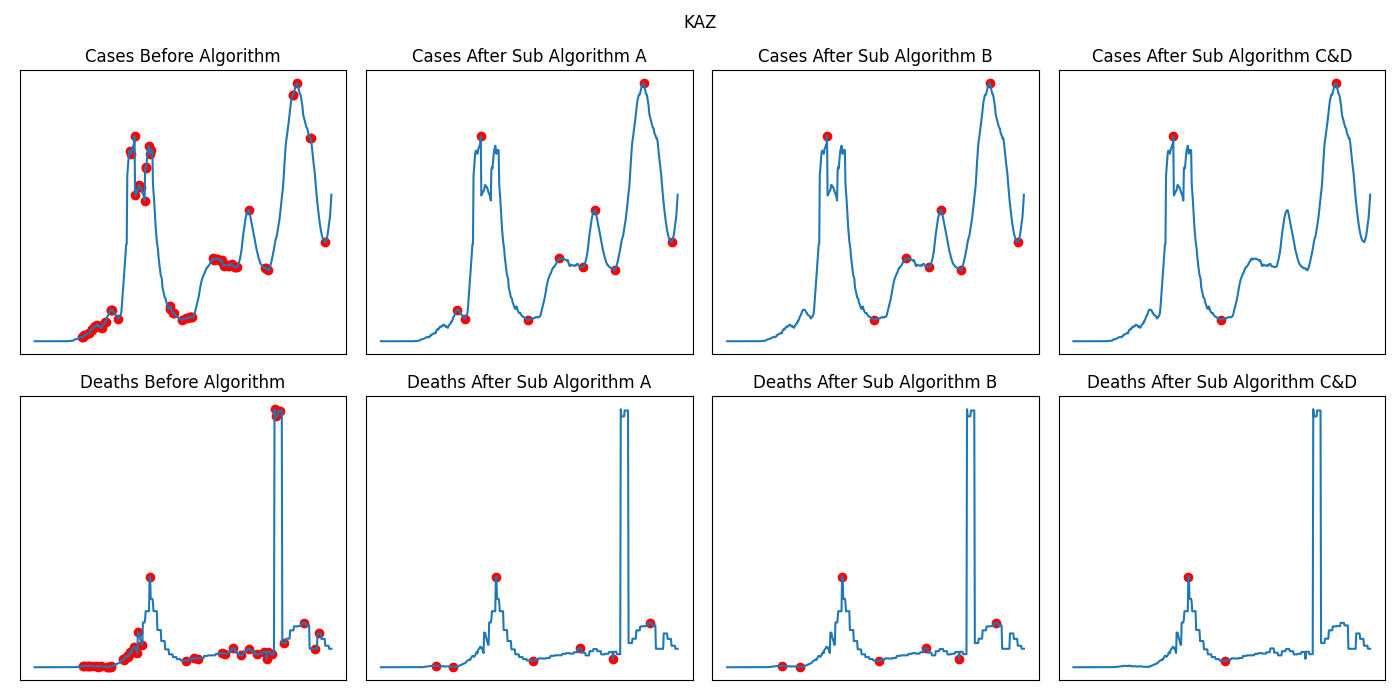 KAZ
Cases Before Algorithm
Cases After Sub Algorithm A
Cases After Sub Algorithm B
Cases After Sub Algorithm C&D
Deaths Before Algorithm
Deaths After Sub Algorithm A
Deaths After Sub Algorithm B
Deaths After Sub Algorithm C&D